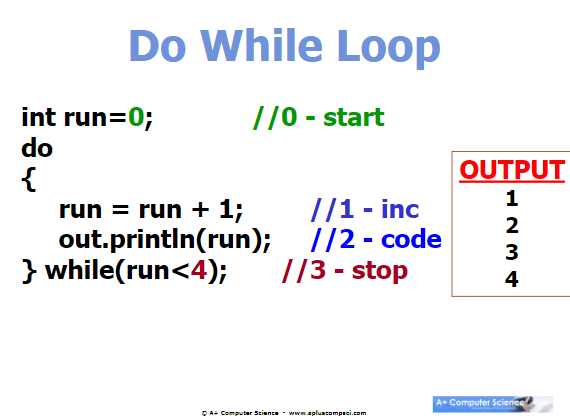 Do While Loop
int run=0; //0 - start
do
{
run = run + 1; //1 - inc
out.println(run); //2 - code
} while(run<4); //3 - stop
OUTPUT
1
2
3
4
© A+ Computer Science - www.apluscompsci.com
A+ Computer Science